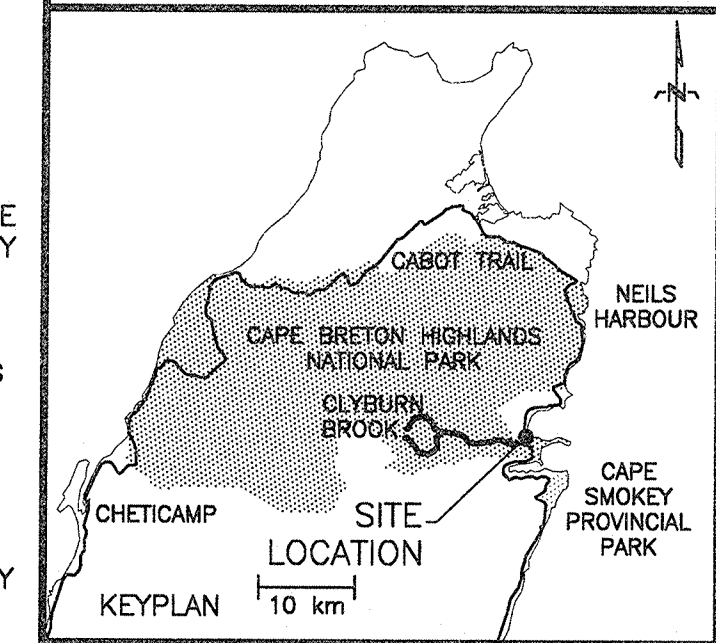 N
CABOT TRAIL
NEILS
HARBOUR
CAPE BRETON HIGHLANDS
NATIONAL PARK
CLYBURN
BROOK
CAPE
SMOKEY
PROVINCIAL
PARK
CHETICAMP
SITE
LOCATION
KEYPLAN
10 km
E
Y
S
Y